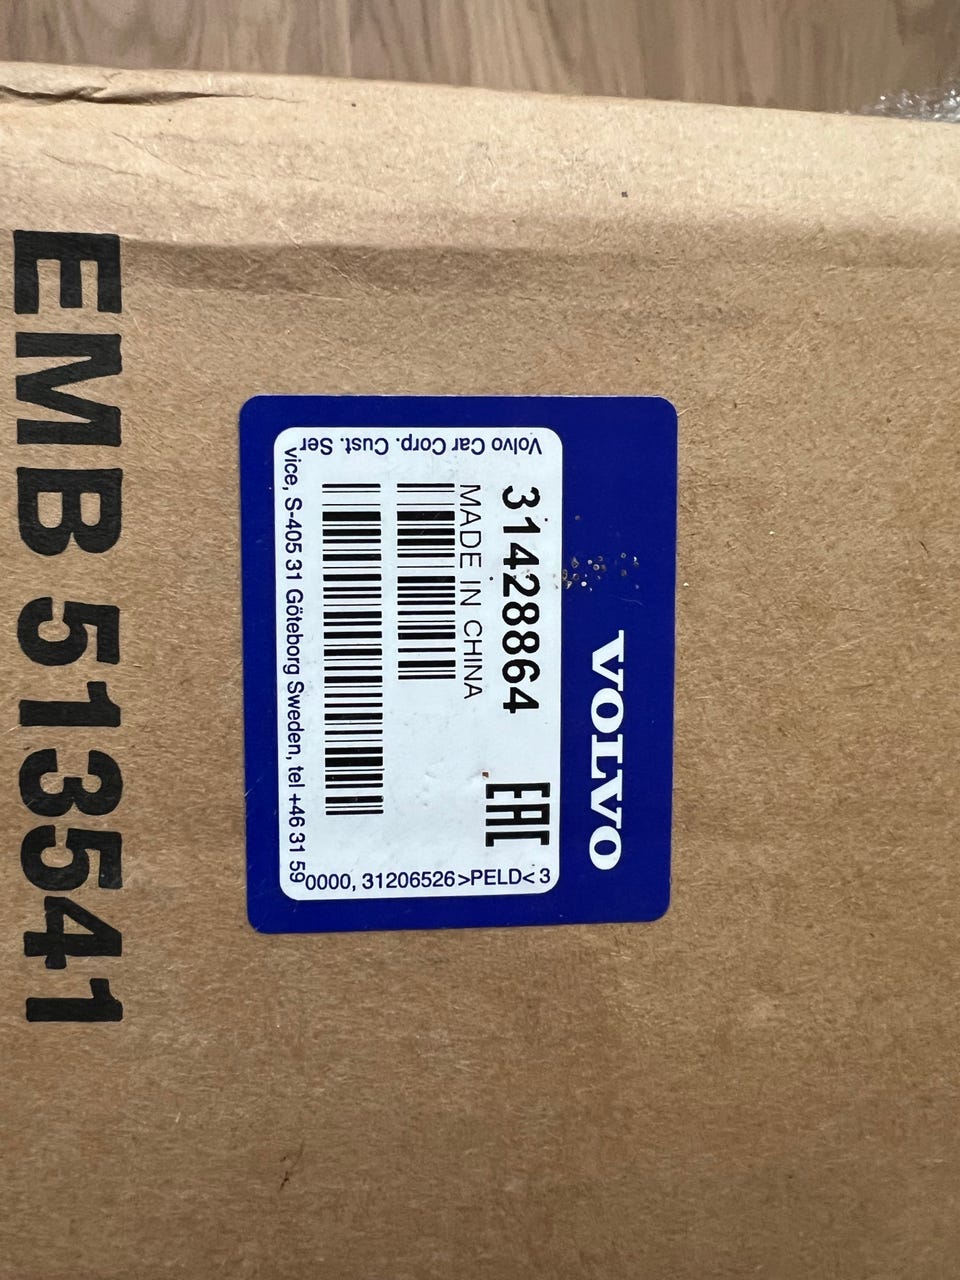 VOLVO
31428864
EAC
MADE IN CHINA
Volvo Car Corp. Cust. Ser
vice, S-405 31 Göteborg Sweden, tel +46 31 59
0000, 31206526 >PELD< 3
EMB 513541